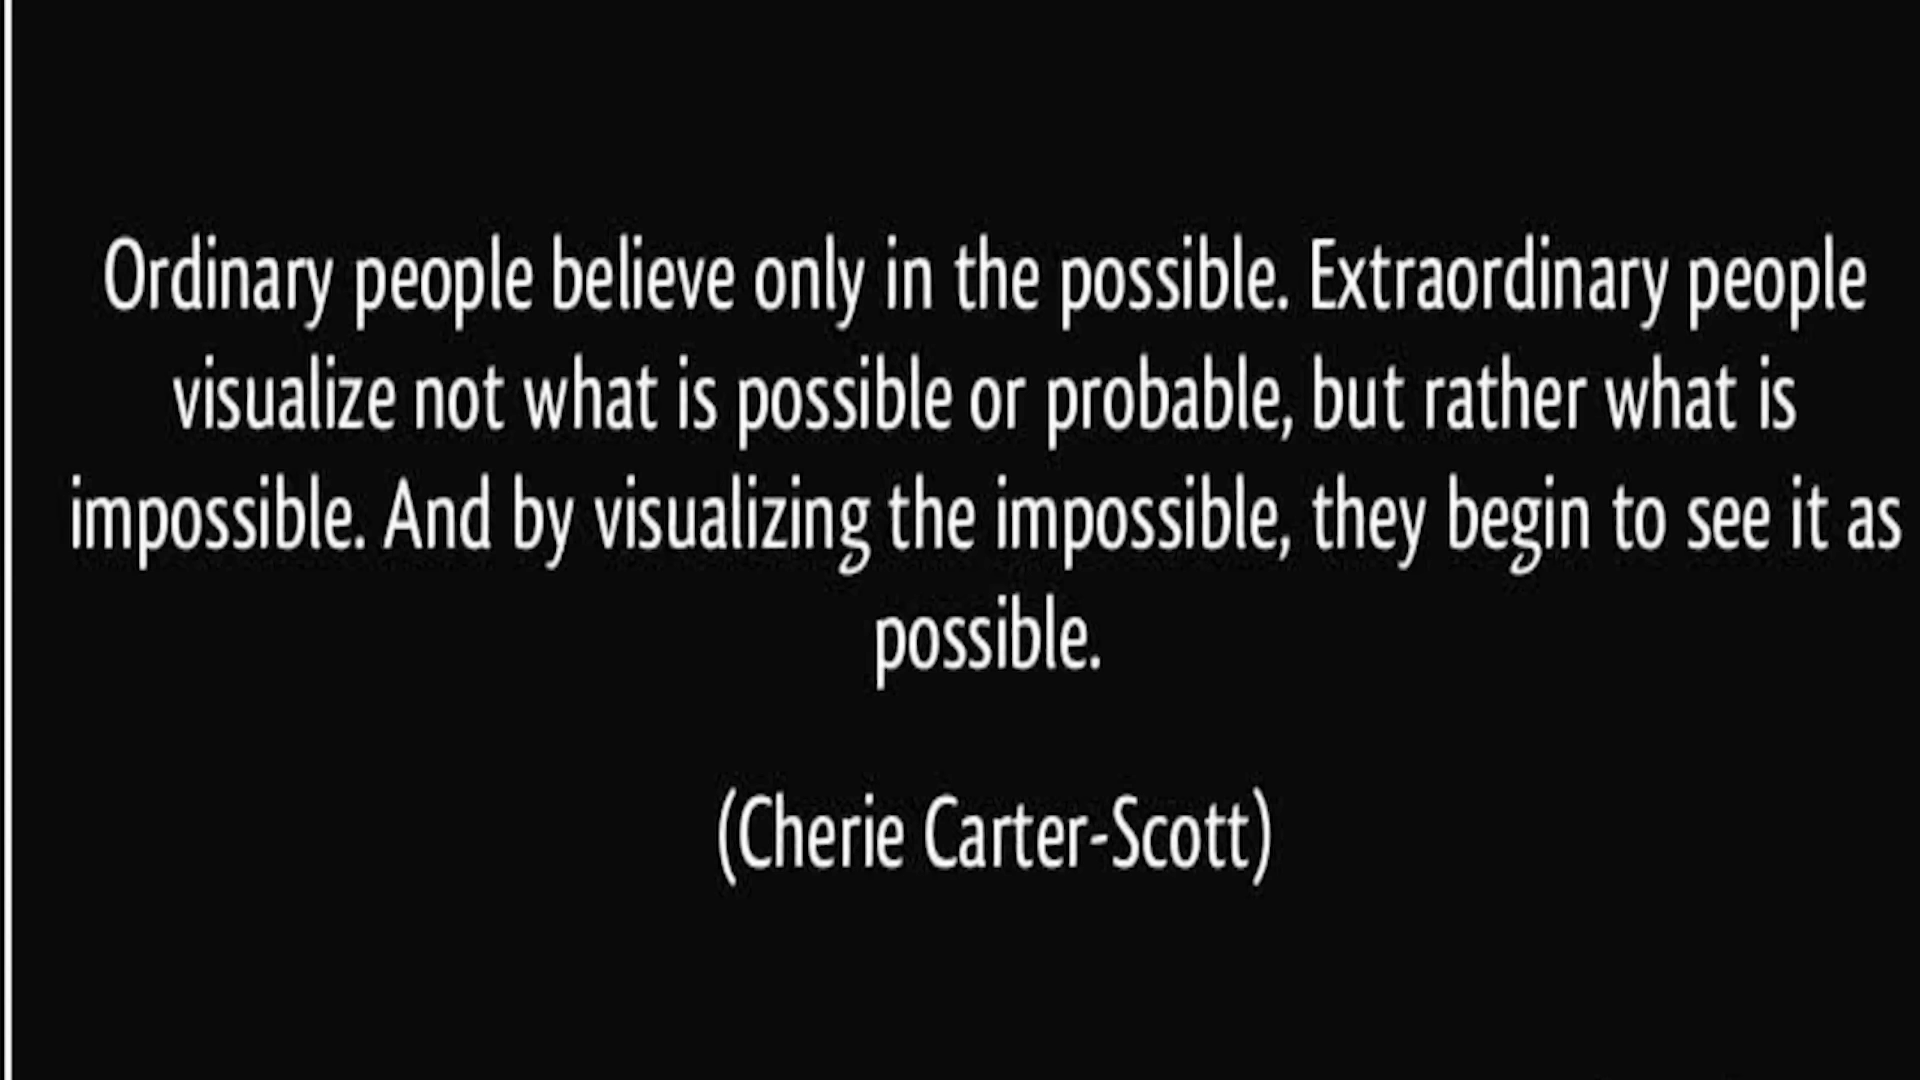 Ordinary people believe only in the possible. Extraordinary people
visualize not what is possible or probable, but rather what is
impossible. And by visualizing the impossible, they begin to see it as
possible.
(Cherie Carter-Scott)